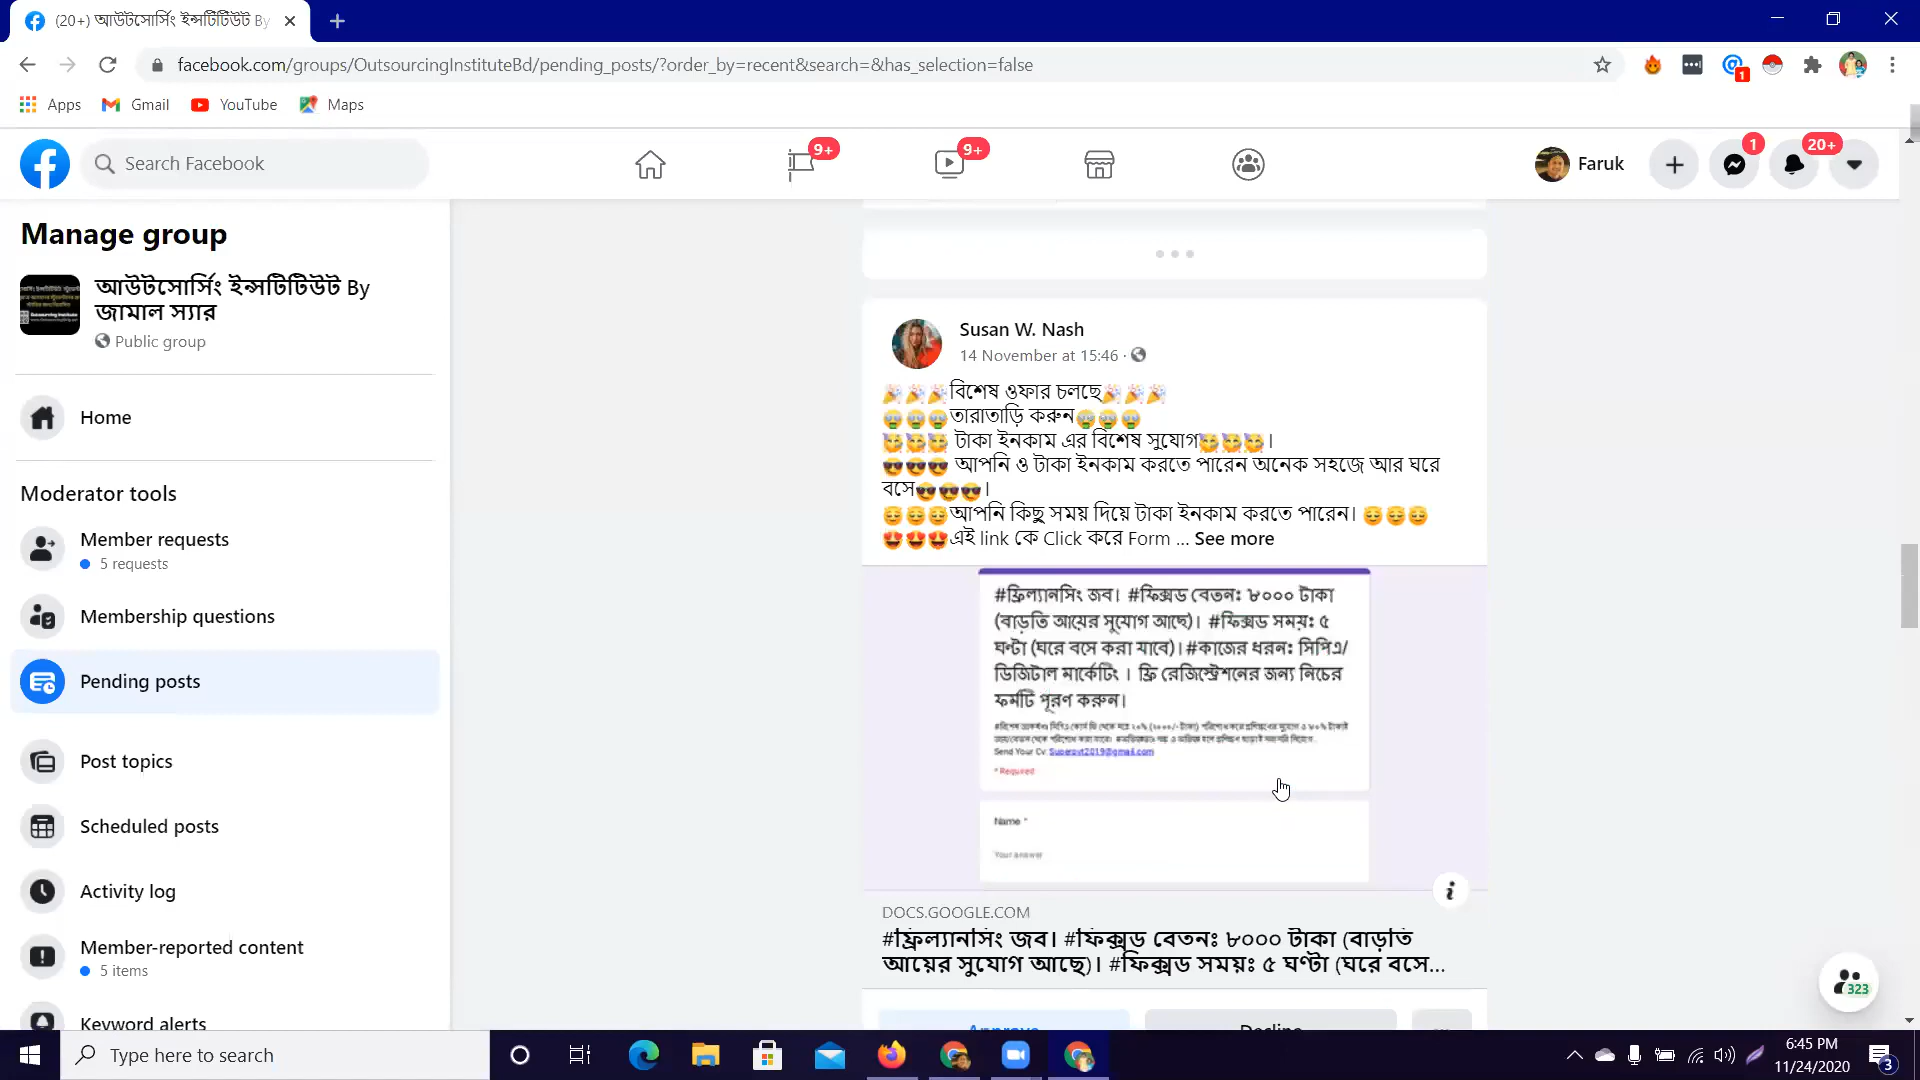 (20+) আউটসোর্সিং ইন্সটিটিউট By
facebook.com/groups/OutsourcingInstituteBd/pending_posts/?order_by=recent&search=&has_selection=false
1
Apps Gmail YouTube Maps
Search Facebook
9+
9+
Faruk
1
20+
Manage group
আউটসোর্সিং ইন্সটিটিউট By
জামাল স্যার
Public group
Home
Moderator tools
Member requests
5 requests
Membership questions
Pending posts
Post topics
Scheduled posts
Activity log
Member-reported content
5 items
Keyword alerts
Susan W. Nash
14 November at 15:46 ·
বিশেষ ওফার চলছে
তারাতাড়ি করুন
টাকা ইনকাম এর বিশেষ সুযোগ।
আপনি ও টাকা ইনকাম করতে পারেন অনেক সহজে আর ঘরে
বসে।
আপনি কিছু সময় দিয়ে টাকা ইনকাম করতে পারেন।
এই link কে Click করে Form ... See more
#ফ্রিল্যানসিং জব। #ফিক্সড বেতনঃ ৮০০০ টাকা
(বাড়তি আয়ের সুযোগ আছে)। #ফিক্সড সময়ঃ ৫
ঘণ্টা (ঘরে বসে করা যাবে)। #কাজের ধরনঃ সিপিএ/
ডিজিটাল মার্কেটিং । ফ্রি রেজিস্ট্রেশনের জন্য নিচের
ফর্মটি পূরণ করুন।
Send Your Cv:
* Required
Name *
Your answer
DOCS.GOOGLE.COM
#ফ্রিল্যানসিং জব। #ফিক্সড বেতনঃ ৮০০০ টাকা (বাড়তি
আয়ের সুযোগ আছে)। #ফিক্সড সময়ঃ ৫ ঘণ্টা (ঘরে বসে...
Approve
Decline
323
Type here to search
6:45 PM
11/24/2020
3